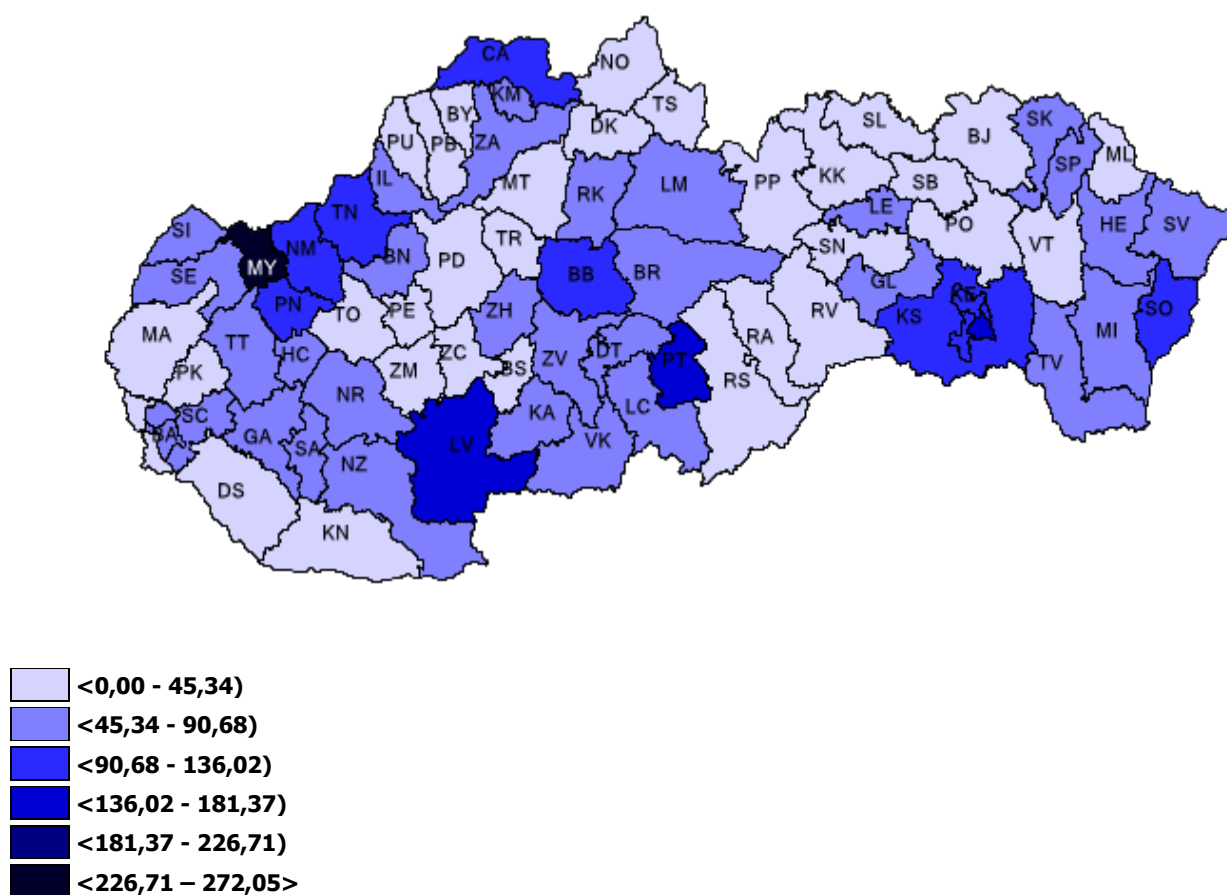 CA
NO
KM
TS
BY
PU
PB
ZA
DK
SL
BJ
SK
ML
SP
IL
MT
RK
LM
PP
KK
SB
LE
TN
HE
SV
SI
NM
MY
BN
PD
TR
SN
PO
VT
SE
BB
BR
GL
KE
PN
TO
PE
ZH
RV
KS
SO
MA
TT
HC
ZC
ZV
DT
RA
MI
PK
ZM
BS
PT
RS
TV
NR
SC
KA
LC
BA
GA
SA
LV
VK
NZ
DS
KN
<0,00 - 45,34)
<45,34 - 90,68)
<90,68 - 136,02)
<136,02 - 181,37)
<181,37 - 226,71)
<226,71 – 272,05>